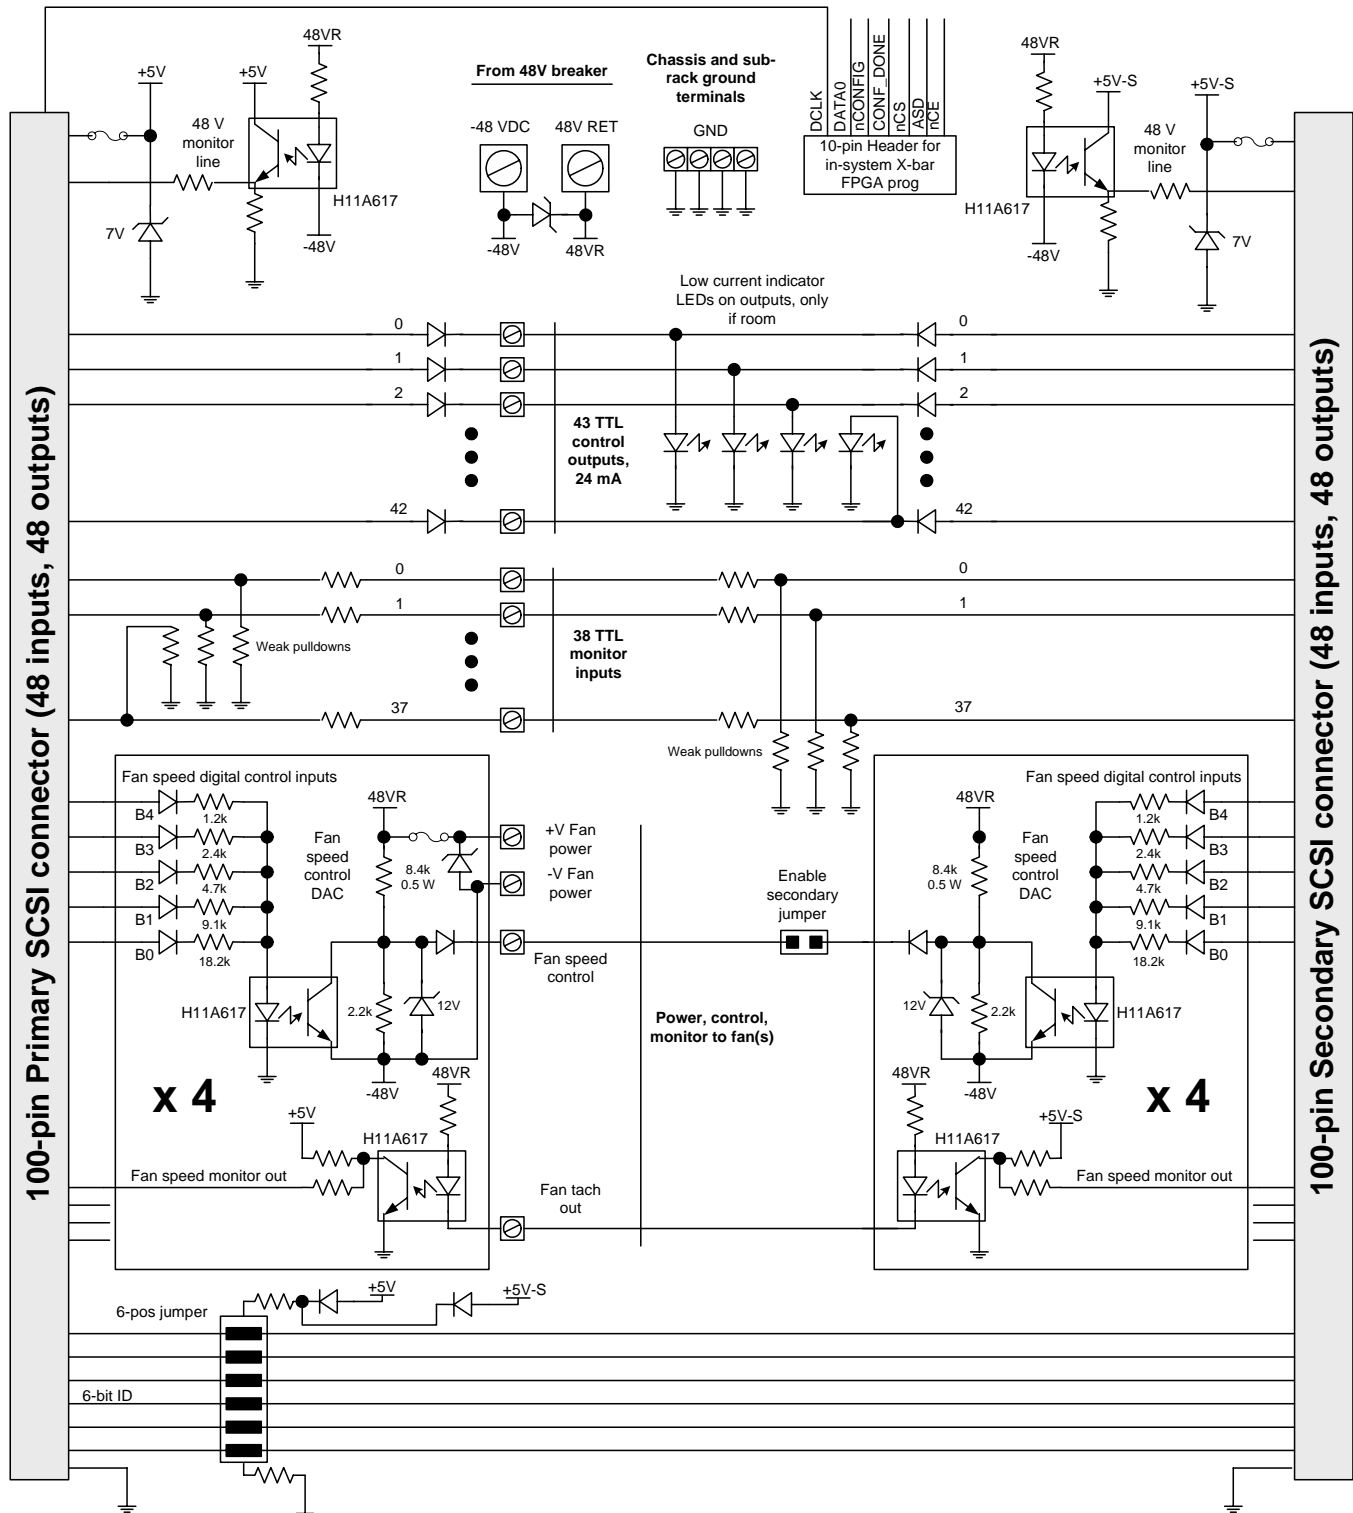 48VR
+5V
+5V
48 V
monitor
line
H11A617
7V
-48V
From 48V breaker
-48 VDC
48V RET
-48V
48VR
Chassis and sub-
rack ground
terminals
GND
DCLK
DATA0
nCONFIG
CONF_DONE
nCS
ASD
nCE
10-pin Header for
in-system X-bar
FPGA prog
48VR
+5V-S
+5V-S
48 V
monitor
line
H11A617
-48V
7V
100-pin Primary SCSI connector (48 inputs, 48 outputs)
100-pin Secondary SCSI connector (48 inputs, 48 outputs)
Low current indicator
LEDs on outputs, only
if room
0
0
1
1
2
2
43 TTL
control
outputs,
24 mA
42
42
0
0
1
1
Weak pulldowns
38 TTL
monitor
inputs
37
37
Weak pulldowns
Fan speed digital control inputs
B4
1.2k
B3
2.4k
B2
4.7k
B1
9.1k
B0
18.2k
Fan
speed
control
DAC
48VR
8.4k
0.5 W
+V Fan
power
-V Fan
power
Fan speed
control
H11A617
2.2k
12V
-48V
x 4
48VR
+5V
H11A617
Fan speed monitor out
Fan tach
out
Enable
secondary
jumper
Power, control,
monitor to fan(s)
Fan speed digital control inputs
48VR
8.4k
0.5 W
Fan
speed
control
DAC
1.2k
B4
2.4k
B3
4.7k
B2
9.1k
B1
18.2k
B0
12V
2.2k
H11A617
-48V
x 4
48VR
H11A617
+5V-S
Fan speed monitor out
6-pos jumper
+5V
+5V-S
6-bit ID